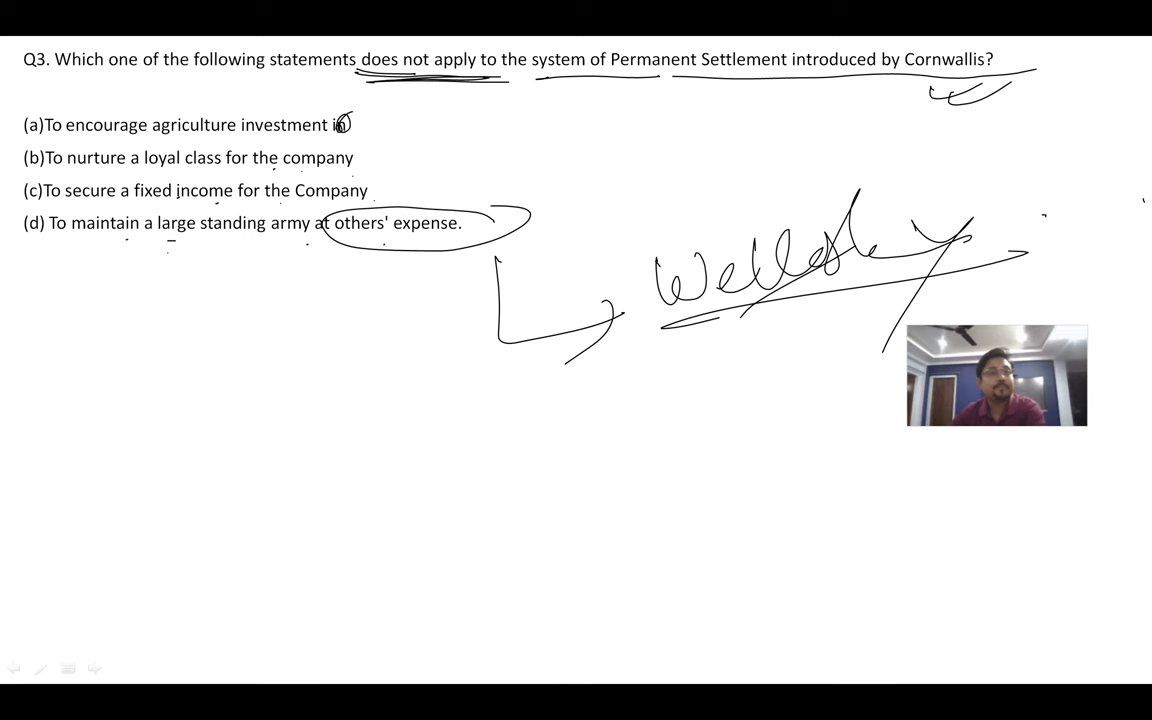 Q3. Which one of the following statements does not apply to the system of Permanent Settlement introduced by Cornwallis?
(a)To encourage agriculture investment in
(b)To nurture a loyal class for the company
(c)To secure a fixed income for the Company
(d) To maintain a large standing army at others' expense.
Wellesley